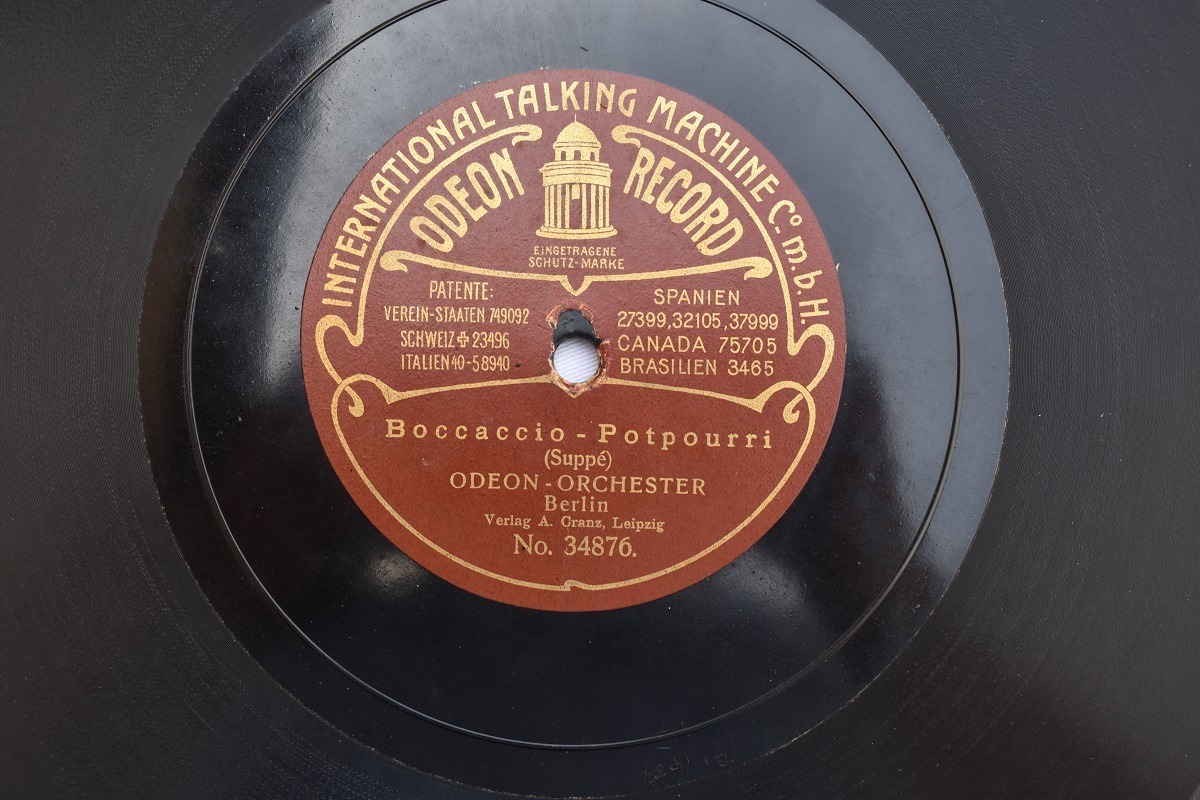 INTERNATIONAL TALKING MACHINE Co. m.b.H.
ODEON RECORD
EINGETRAGENE
SCHUTZ-MARKE
PATENTE:
VEREIN-STAATEN 749092
SCHWEIZ ✠ 23496
ITALIEN 40-58940
SPANIEN
27399,32105,37999
CANADA 75705
BRASILIEN 3465
Boccaccio - Potpourri
(Suppé)
ODEON - ORCHESTER
Berlin
Verlag A. Cranz, Leipzig
No. 34876.